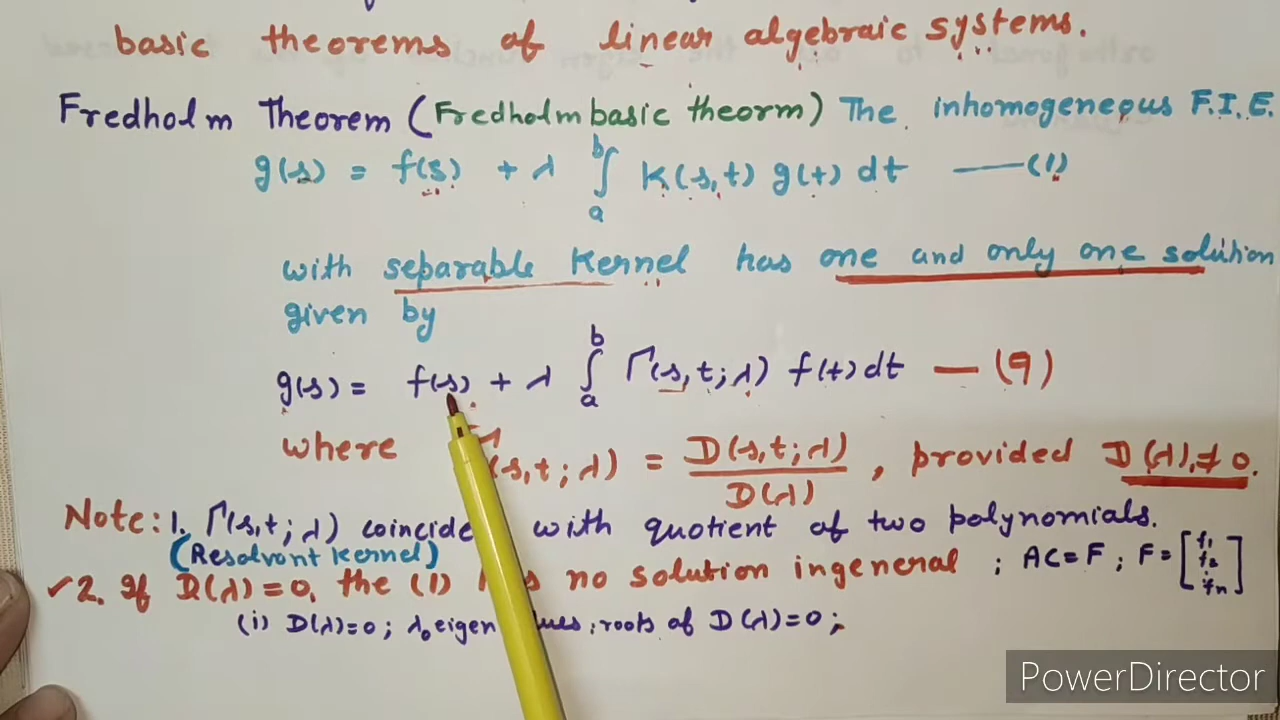 basic theorems of linear algebraic systems.
Fredholm Theorem (Fredholm basic theorm) The inhomogeneous F.I.E.
g(s) = f(s) + λ ∫_a^b K(s,t) g(t) dt —(1)
with separable Kernel has one and only one solution
given by
g(s) = f(s) + λ ∫_a^b Γ(s,t;λ) f(t) dt — (9)
where (s,t;λ) = D(s,t;λ) / D(λ) , provided D(λ) ≠ 0.
Note: 1. Γ(s,t;λ) coincide with quotient of two polynomials.
(Resolvont kernel)
✓2. If D(λ)=0, the (1) no solution ingeneral ; AC=F ; F = [f1 f2 : fn]
(i) D(λ)=0; λ0 eigen ; roots of D(λ)=0;
PowerDirector